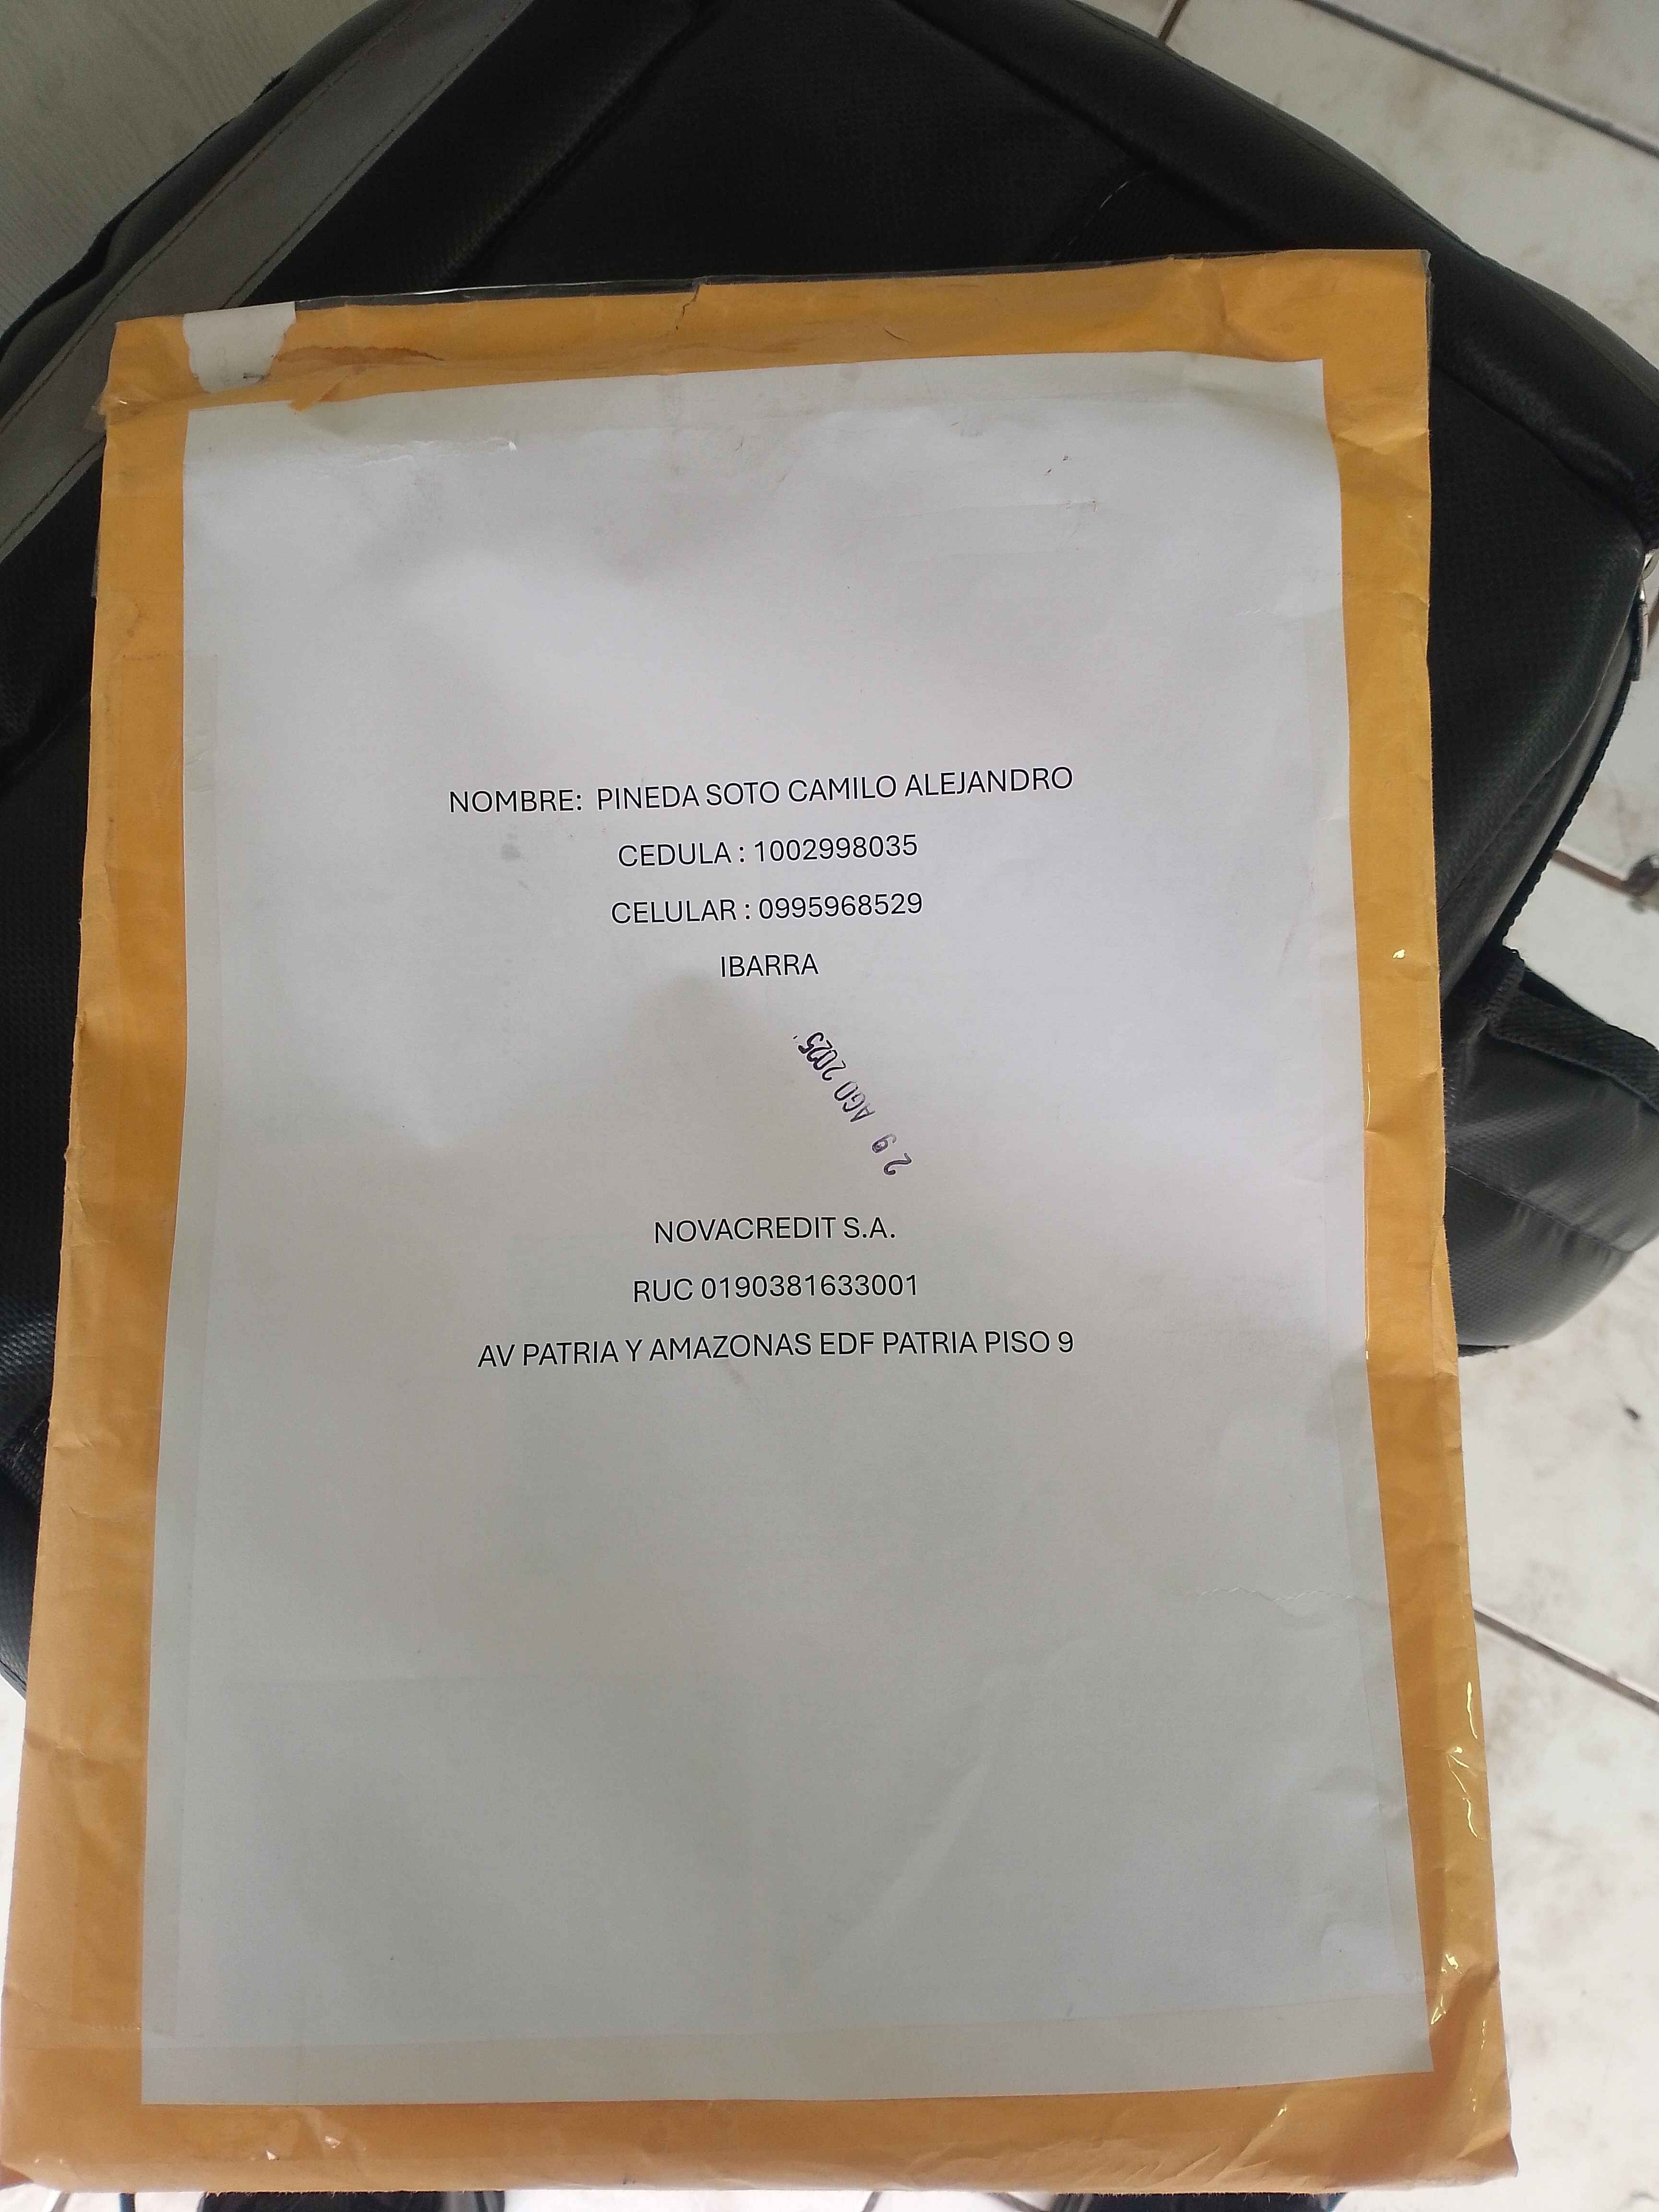 NOMBRE: PINEDA SOTO CAMILO ALEJANDRO
CEDULA : 1002998035
CELULAR : 0995968529
IBARRA
29 AGO 2025
NOVACREDIT S.A.
RUC 0190381633001
AV PATRIA Y AMAZONAS EDF PATRIA PISO 9